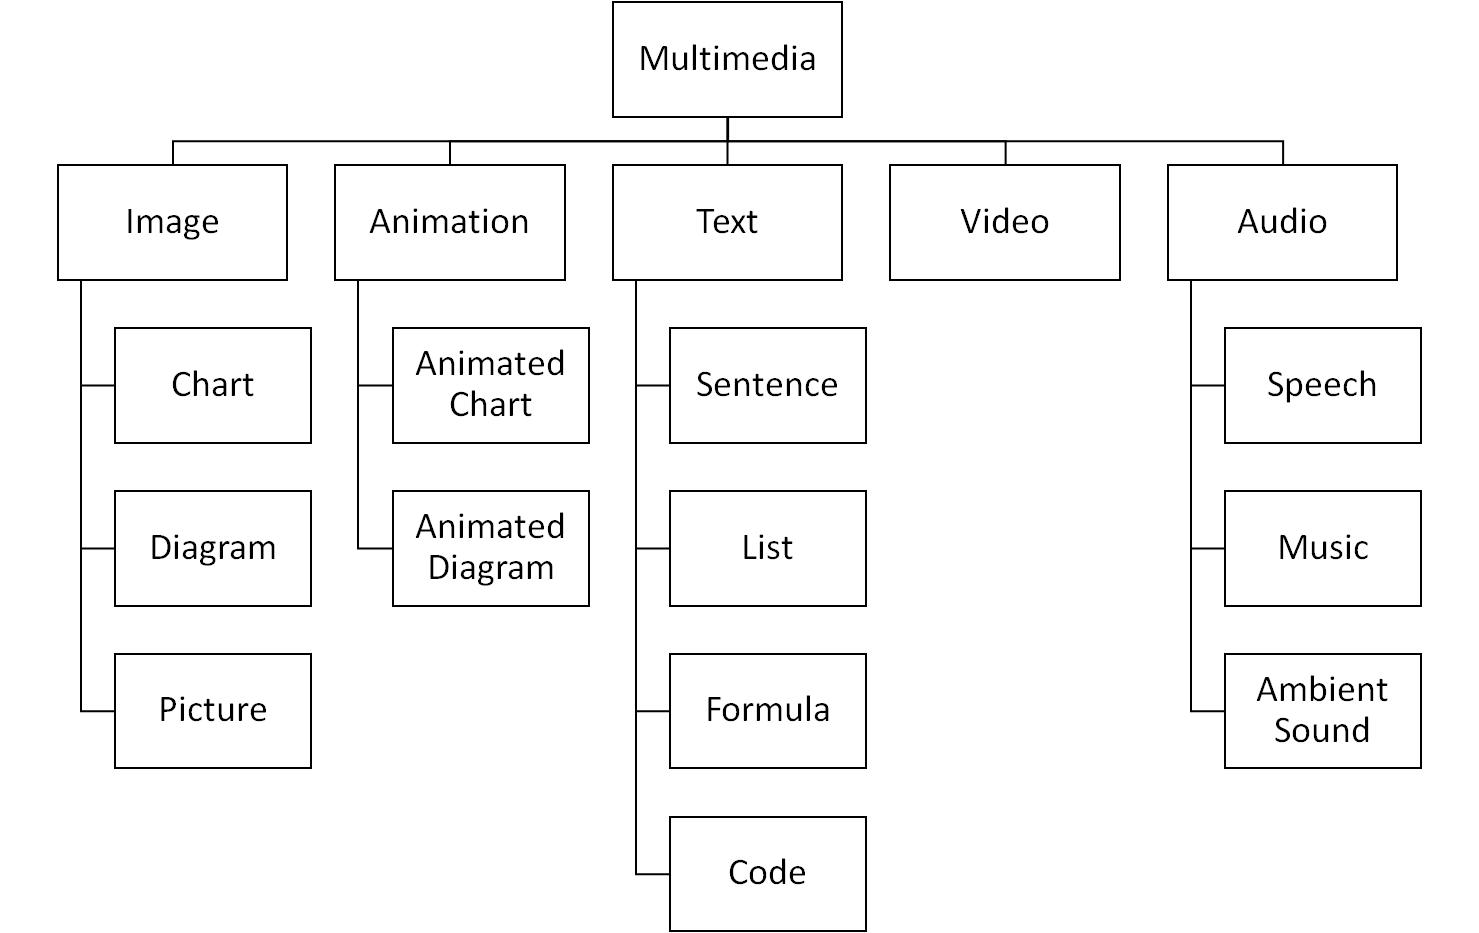 Multimedia
Image
Animation
Text
Video
Audio
Chart
Animated
Chart
Sentence
Speech
Diagram
Animated
Diagram
List
Music
Picture
Formula
Ambient
Sound
Code